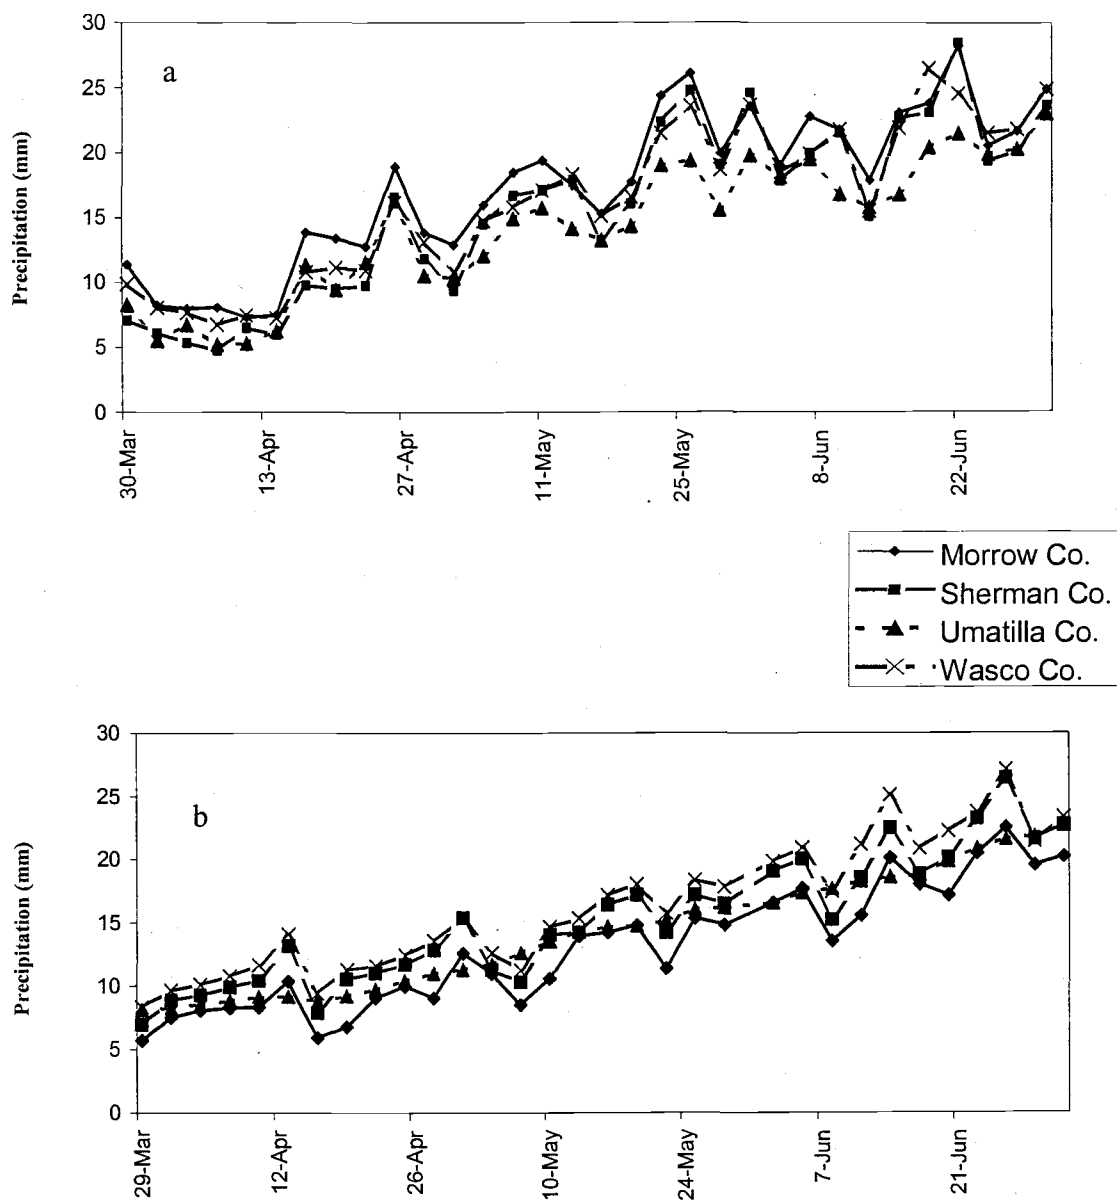 30
a
25
20
15
10
5
0
Precipitation (mm)
30-Mar
13-Apr
27-Apr
11-May
25-May
8-Jun
22-Jun
Morrow Co.
Sherman Co.
Umatilla Co.
Wasco Co.
30
25
b
20
15
10
5
0
Precipitation (mm)
29-Mar
12-Apr
26-Apr
10-May
24-May
7-Jun
21-Jun